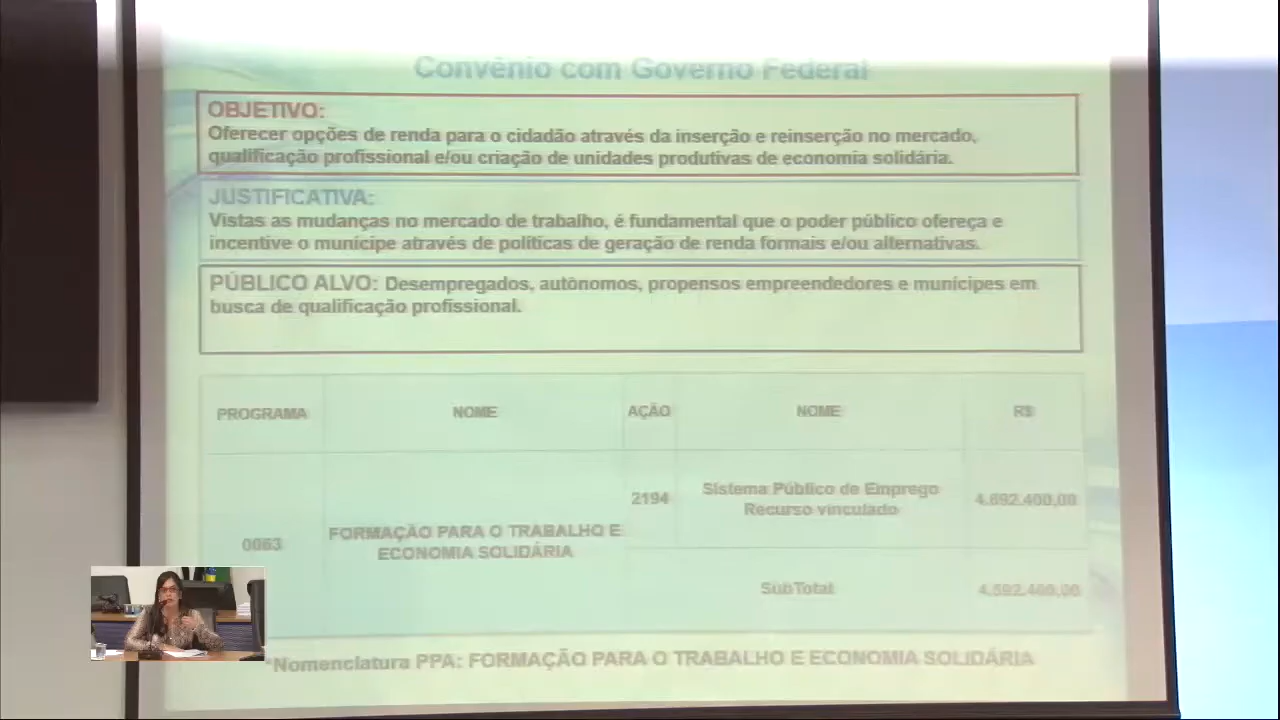 Convênio com Governo Federal
OBJETIVO:
Oferecer opções de renda para o cidadão através da inserção e reinserção no mercado,
qualificação profissional e/ou criação de unidades produtivas de economia solidária.
JUSTIFICATIVA:
Vistas as mudanças no mercado de trabalho, é fundamental que o poder público ofereça e
incentive o munícipe através de políticas de geração de renda formais e/ou alternativas.
PÚBLICO ALVO: Desempregados, autônomos, propensos empreendedores e munícipes em
busca de qualificação profissional.
PROGRAMA NOME AÇÃO NOME R$
2194 Sistema Público de Emprego
Recurso vinculado
0063 FORMAÇÃO PARA O TRABALHO E
ECONOMIA SOLIDÁRIA
SubTotal
*Nomenclatura PPA: FORMAÇÃO PARA O TRABALHO E ECONOMIA SOLIDÁRIA